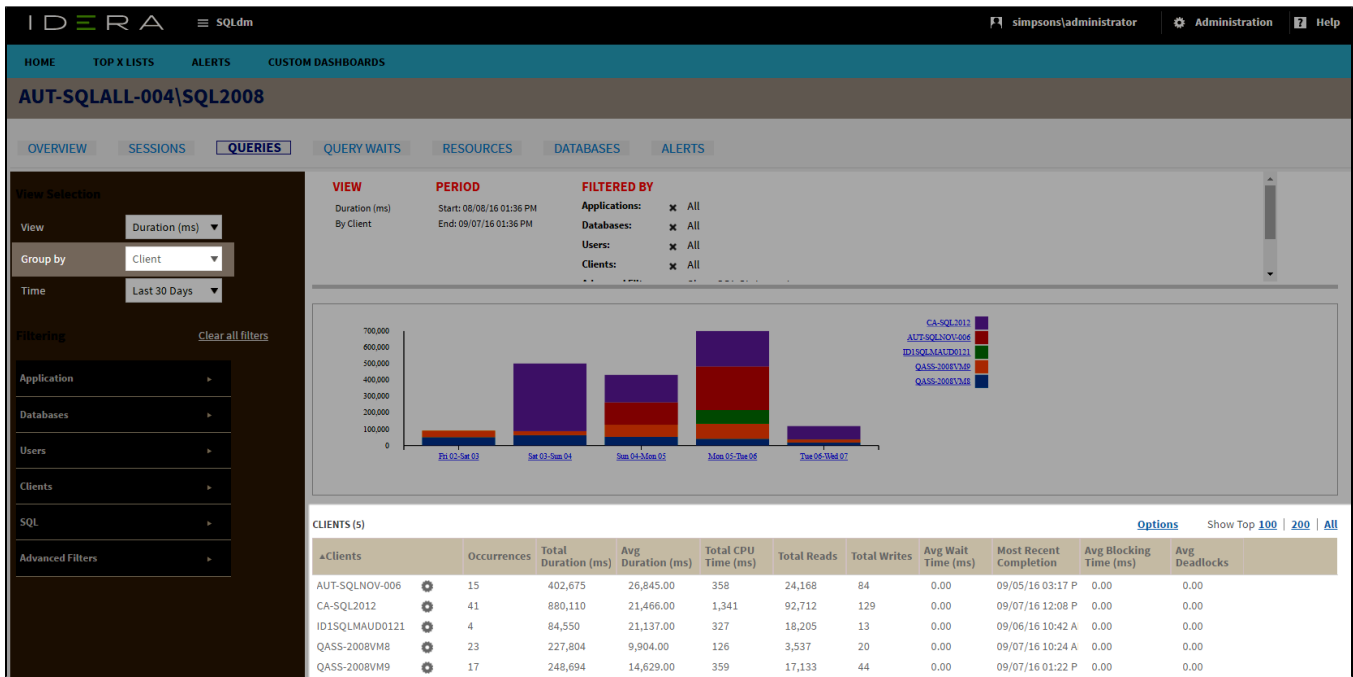 IDERA SQLdm simpsons\administrator Administration ? Help
HOME TOP X LISTS ALERTS CUSTOM DASHBOARDS
AUT-SQLALL-004\SQL2008
OVERVIEW SESSIONS QUERIES QUERY WAITS RESOURCES DATABASES ALERTS
View Selection
View Duration (ms)
Group by Client
Time Last 30 Days
Filtering Clear all filters
Application
Databases
Users
Clients
SQL
Advanced Filters
VIEW PERIOD FILTERED BY
Duration (ms) Start: 08/08/16 01:36 PM Applications: All
By Client End: 09/07/16 01:36 PM Databases: All
Users: All
Clients: All
700,000
600,000
500,000
400,000
300,000
200,000
100,000
0
Fri 02-Sat 03 Sat 03-Sun 04 Sun 04-Mon 05 Mon 05-Tue 06 Tue 06-Wed 07
CA-SQL2012
AUT-SQLNOV-006
ID1SQLMAUD0121
QASS-2008VM9
QASS-2008VM8
CLIENTS (5) Options Show Top 100 | 200 | All
Clients Occurrences Total Duration (ms) Avg Duration (ms) Total CPU Time (ms) Total Reads Total Writes Avg Wait Time (ms) Most Recent Completion Avg Blocking Time (ms) Avg Deadlocks
AUT-SQLNOV-006 15 402,675 26,845.00 358 24,168 84 0.00 09/05/16 03:17 P 0.00 0.00
CA-SQL2012 41 880,110 21,466.00 1,341 92,712 129 0.00 09/07/16 12:08 P 0.00 0.00
ID1SQLMAUD0121 4 84,550 21,137.00 327 18,205 13 0.00 09/06/16 10:42 A 0.00 0.00
QASS-2008VM8 23 227,804 9,904.00 126 3,537 20 0.00 09/07/16 10:24 A 0.00 0.00
QASS-2008VM9 17 248,694 14,629.00 359 17,133 44 0.00 09/07/16 01:22 P 0.00 0.00